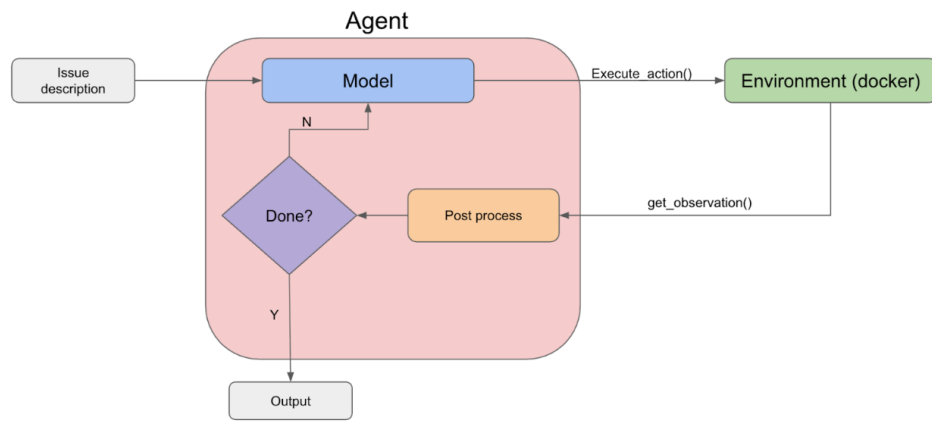 Agent
Issue
description
Model
Execute_action()
Environment (docker)
N
Done?
Post process
get_observation()
Y
Output